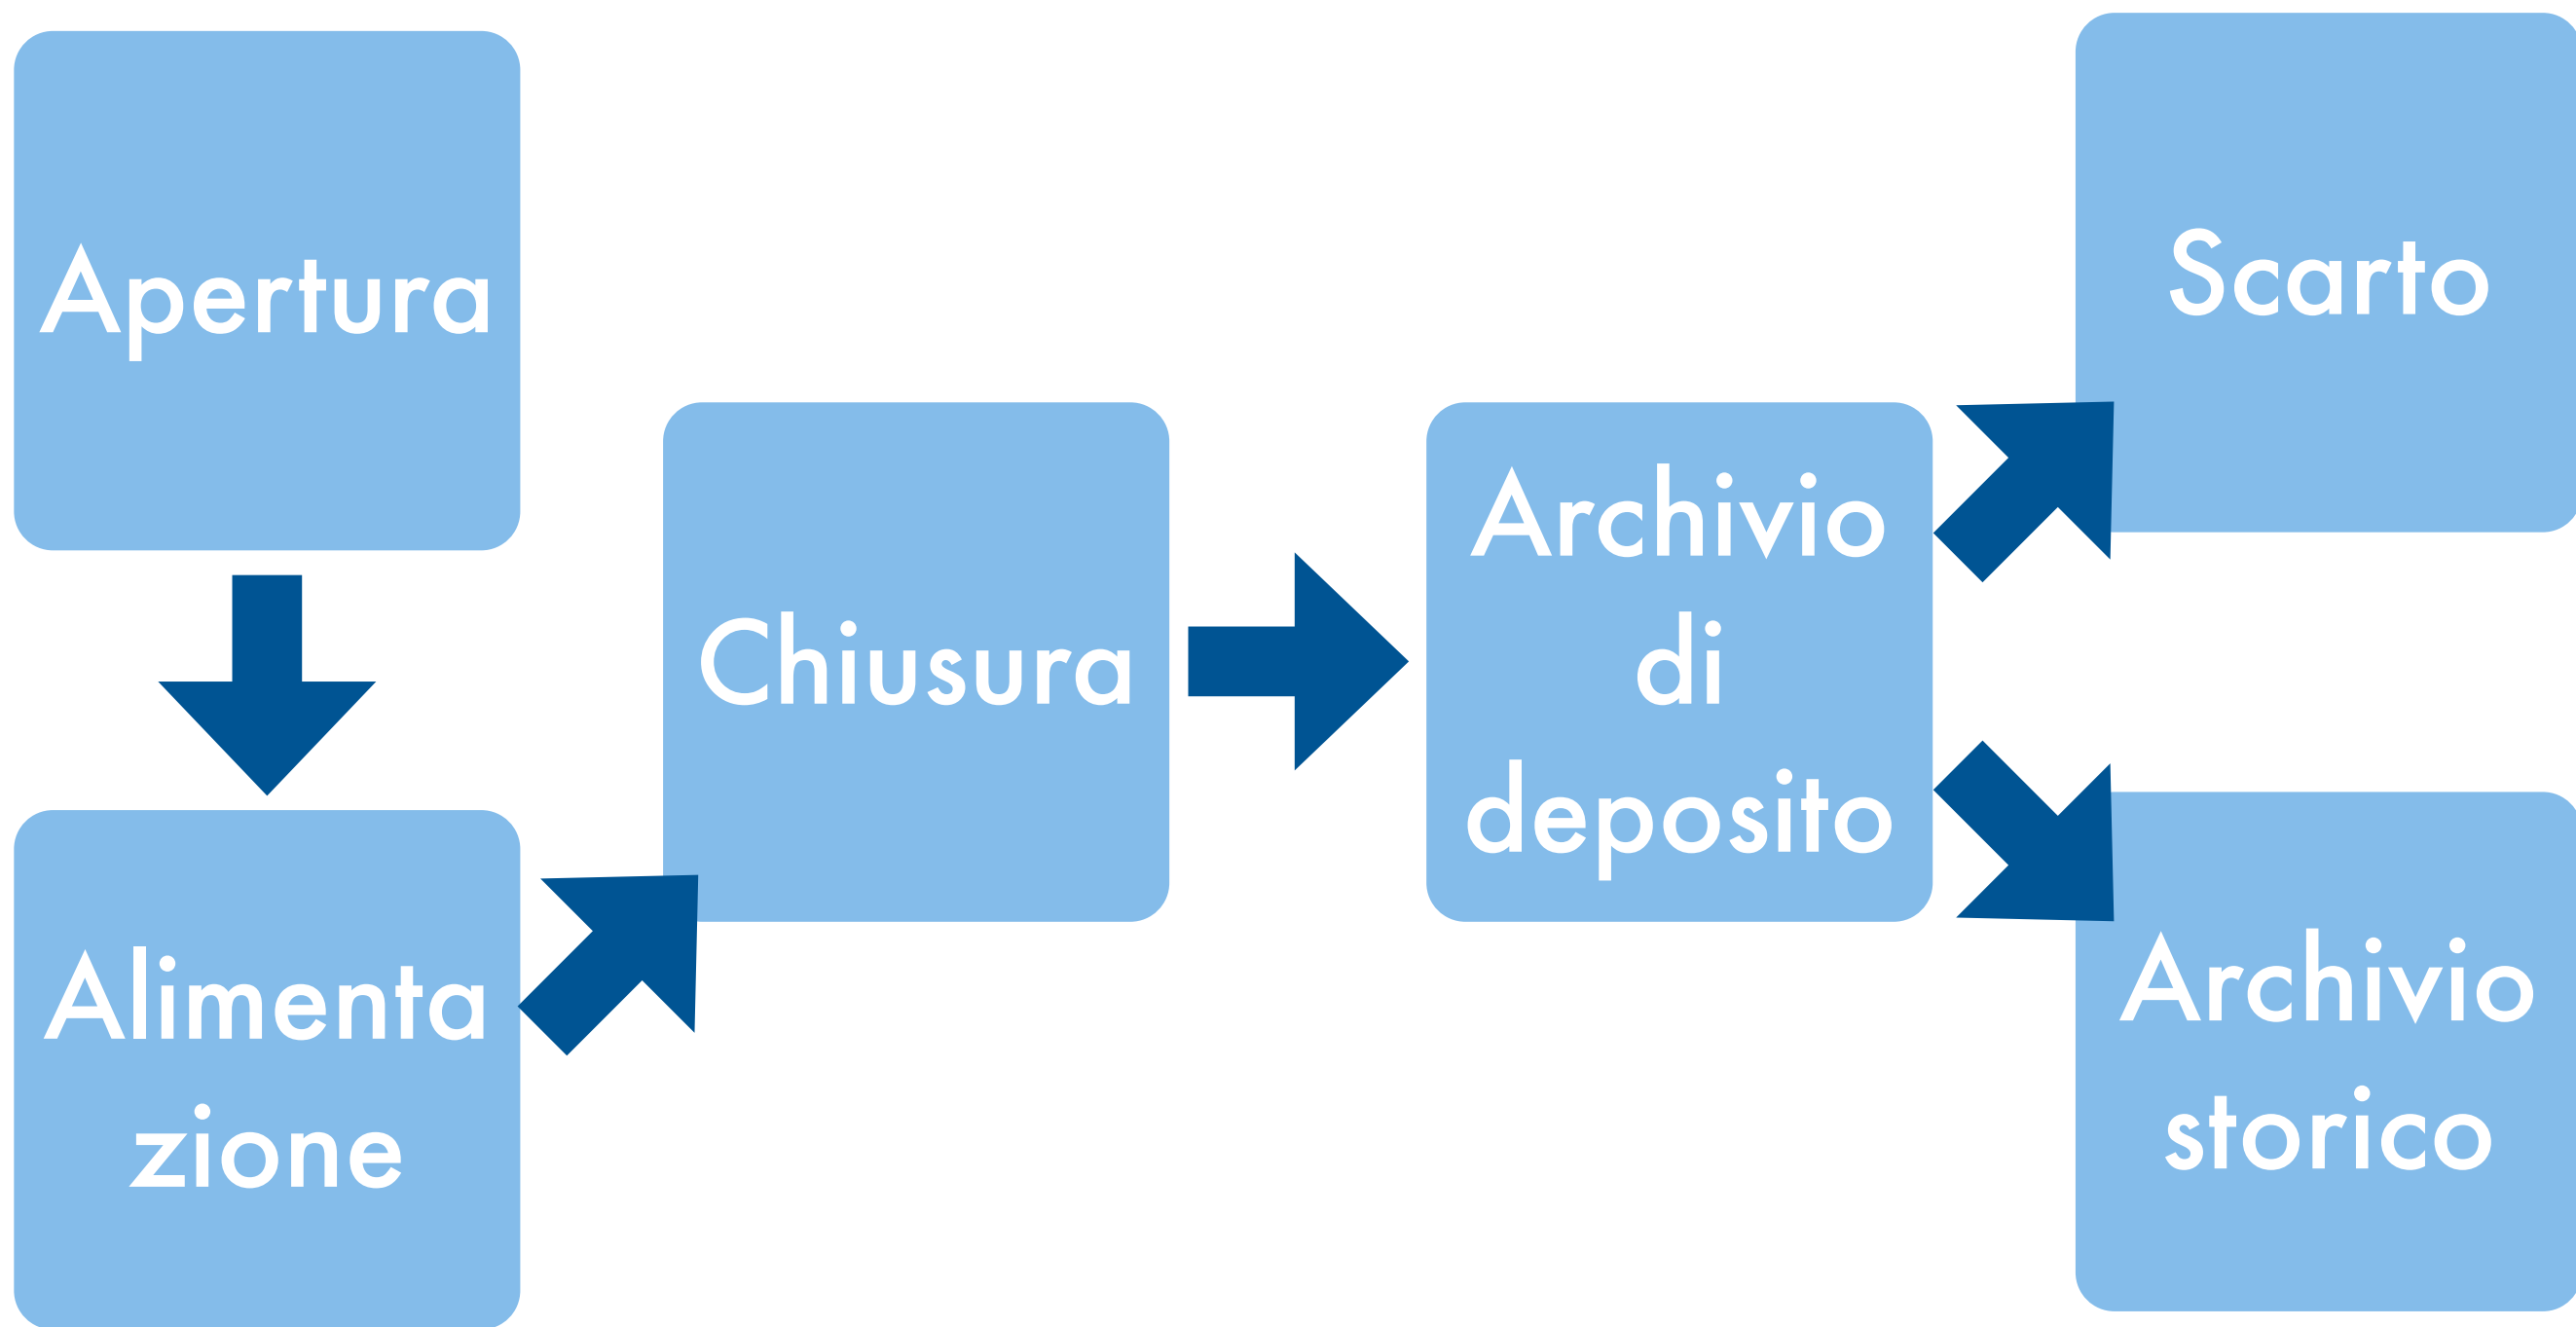 Apertura
Alimenta
zione
Chiusura
Archivio
di
deposito
Scarto
Archivio
storico